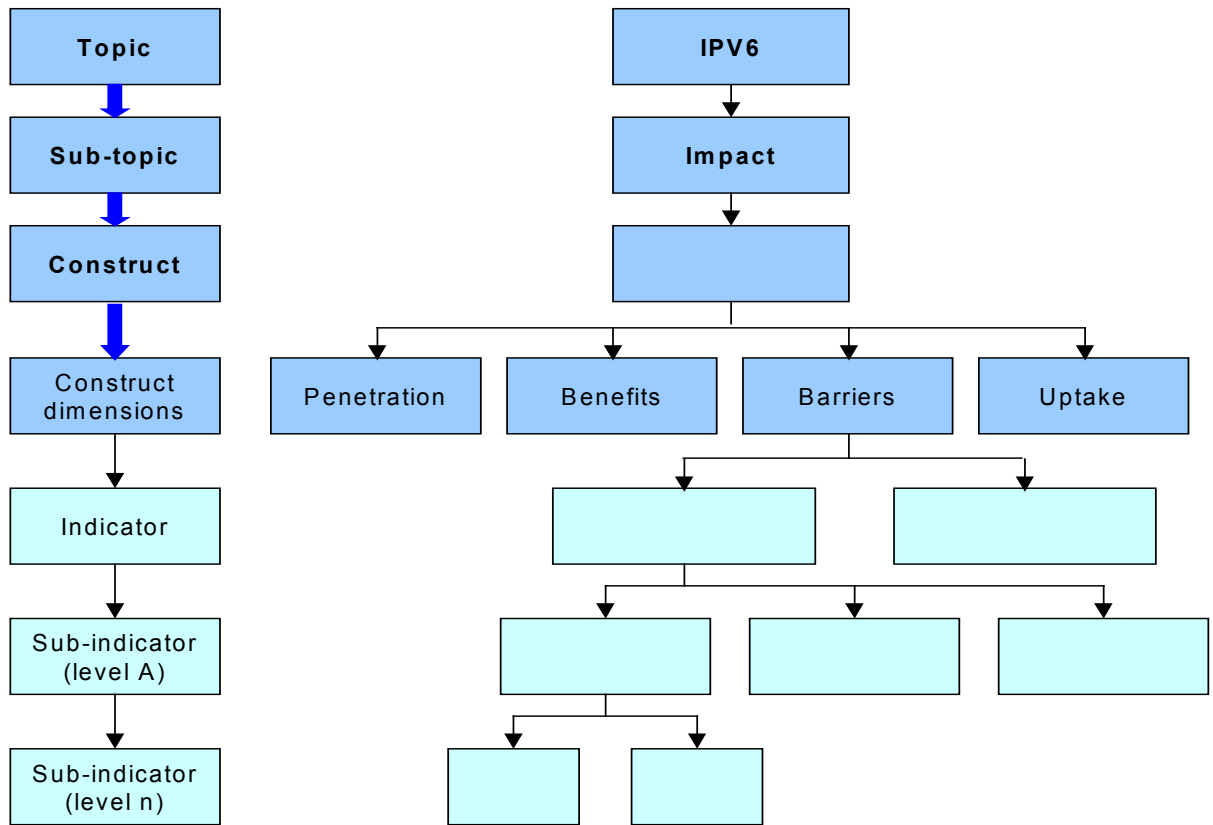 Topic
IPV6
Sub-topic
Impact
Construct
Construct
dimensions
Penetration
Benefits
Barriers
Uptake
Indicator
Sub-indicator
(level A)
Sub-indicator
(level n)